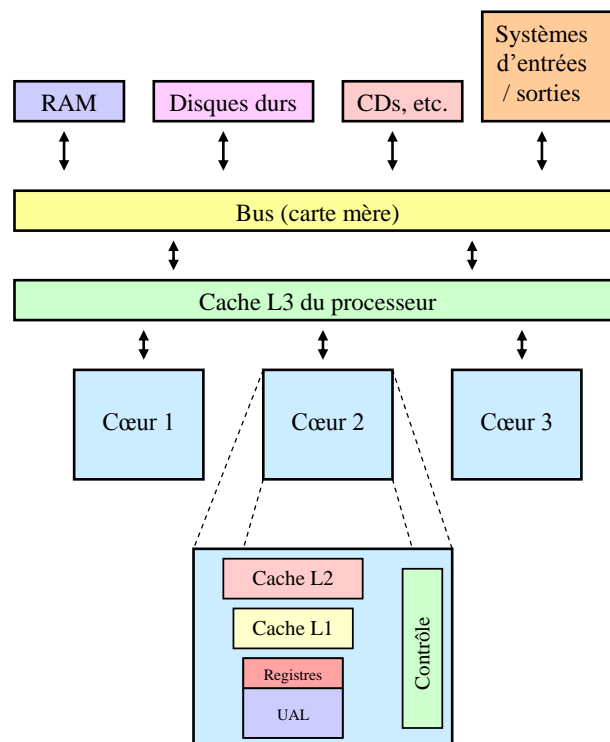 Systèmes
d'entrées
/ sorties
RAM
Disques durs
CDs, etc.
Bus (carte mère)
Cache L3 du processeur
Cœur 1
Cœur 2
Cœur 3
Cache L2
Cache L1
Registres
UAL
Contrôle